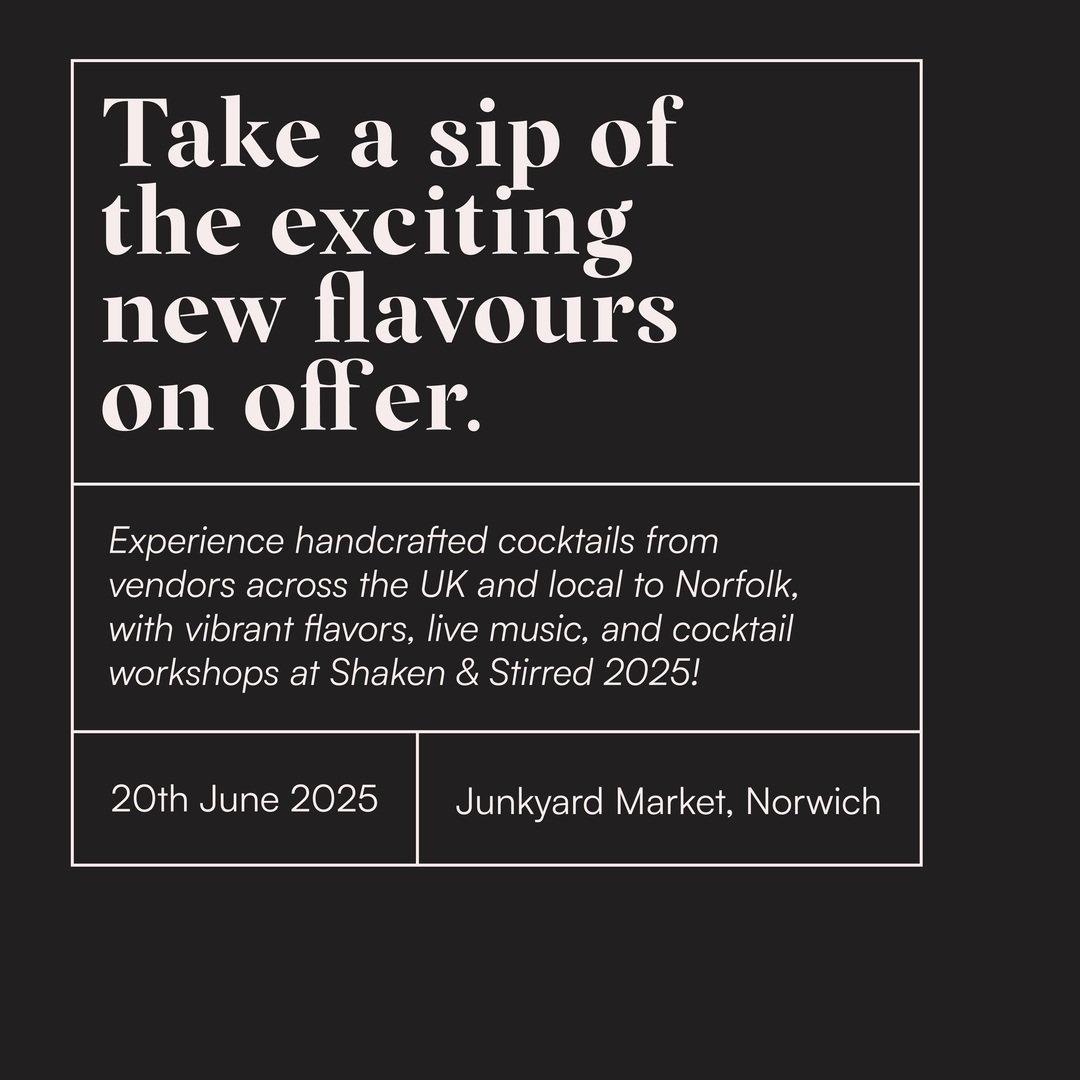 Take a sip of
the exciting
new flavours
on offer.
Experience handcrafted cocktails from
vendors across the UK and local to Norfolk,
with vibrant flavors, live music, and cocktail
workshops at Shaken & Stirred 2025!
20th June 2025
Junkyard Market, Norwich